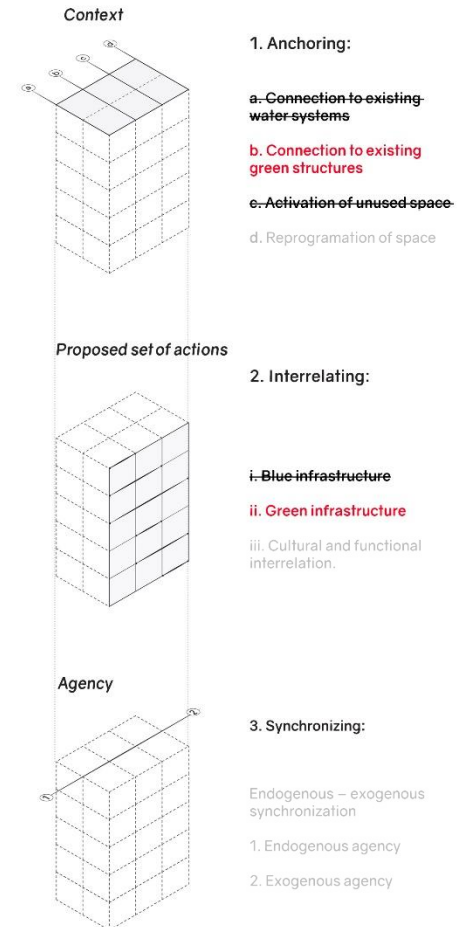 Context
a
b
c
d
1. Anchoring:
a. Connection to existing
water systems
b. Connection to existing
green structures
c. Activation of unused space
d. Reprogramation of space
Proposed set of actions
2. Interrelating:
i. Blue infrastructure
ii. Green infrastructure
iii. Cultural and functional
interrelation.
Agency
1
2
3. Synchronizing:
Endogenous – exogenous
synchronization
1. Endogenous agency
2. Exogenous agency